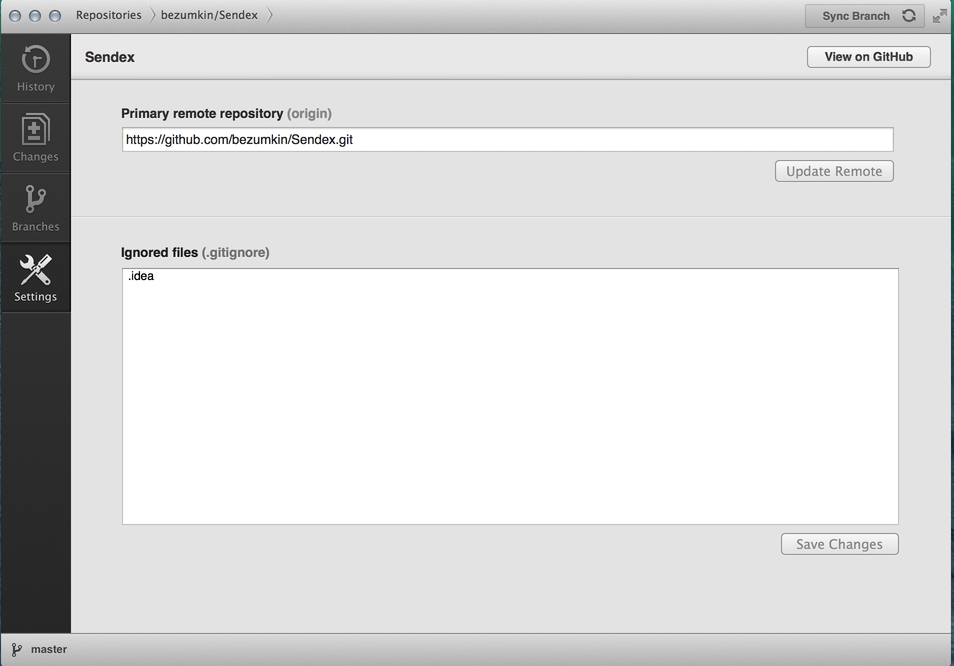 Repositories bezumkin/Sendex Sync Branch
Sendex View on GitHub
History
Changes
Branches
Settings
Primary remote repository (origin)
https://github.com/bezumkin/Sendex.git
Update Remote
Ignored files (.gitignore)
.idea
Save Changes
master